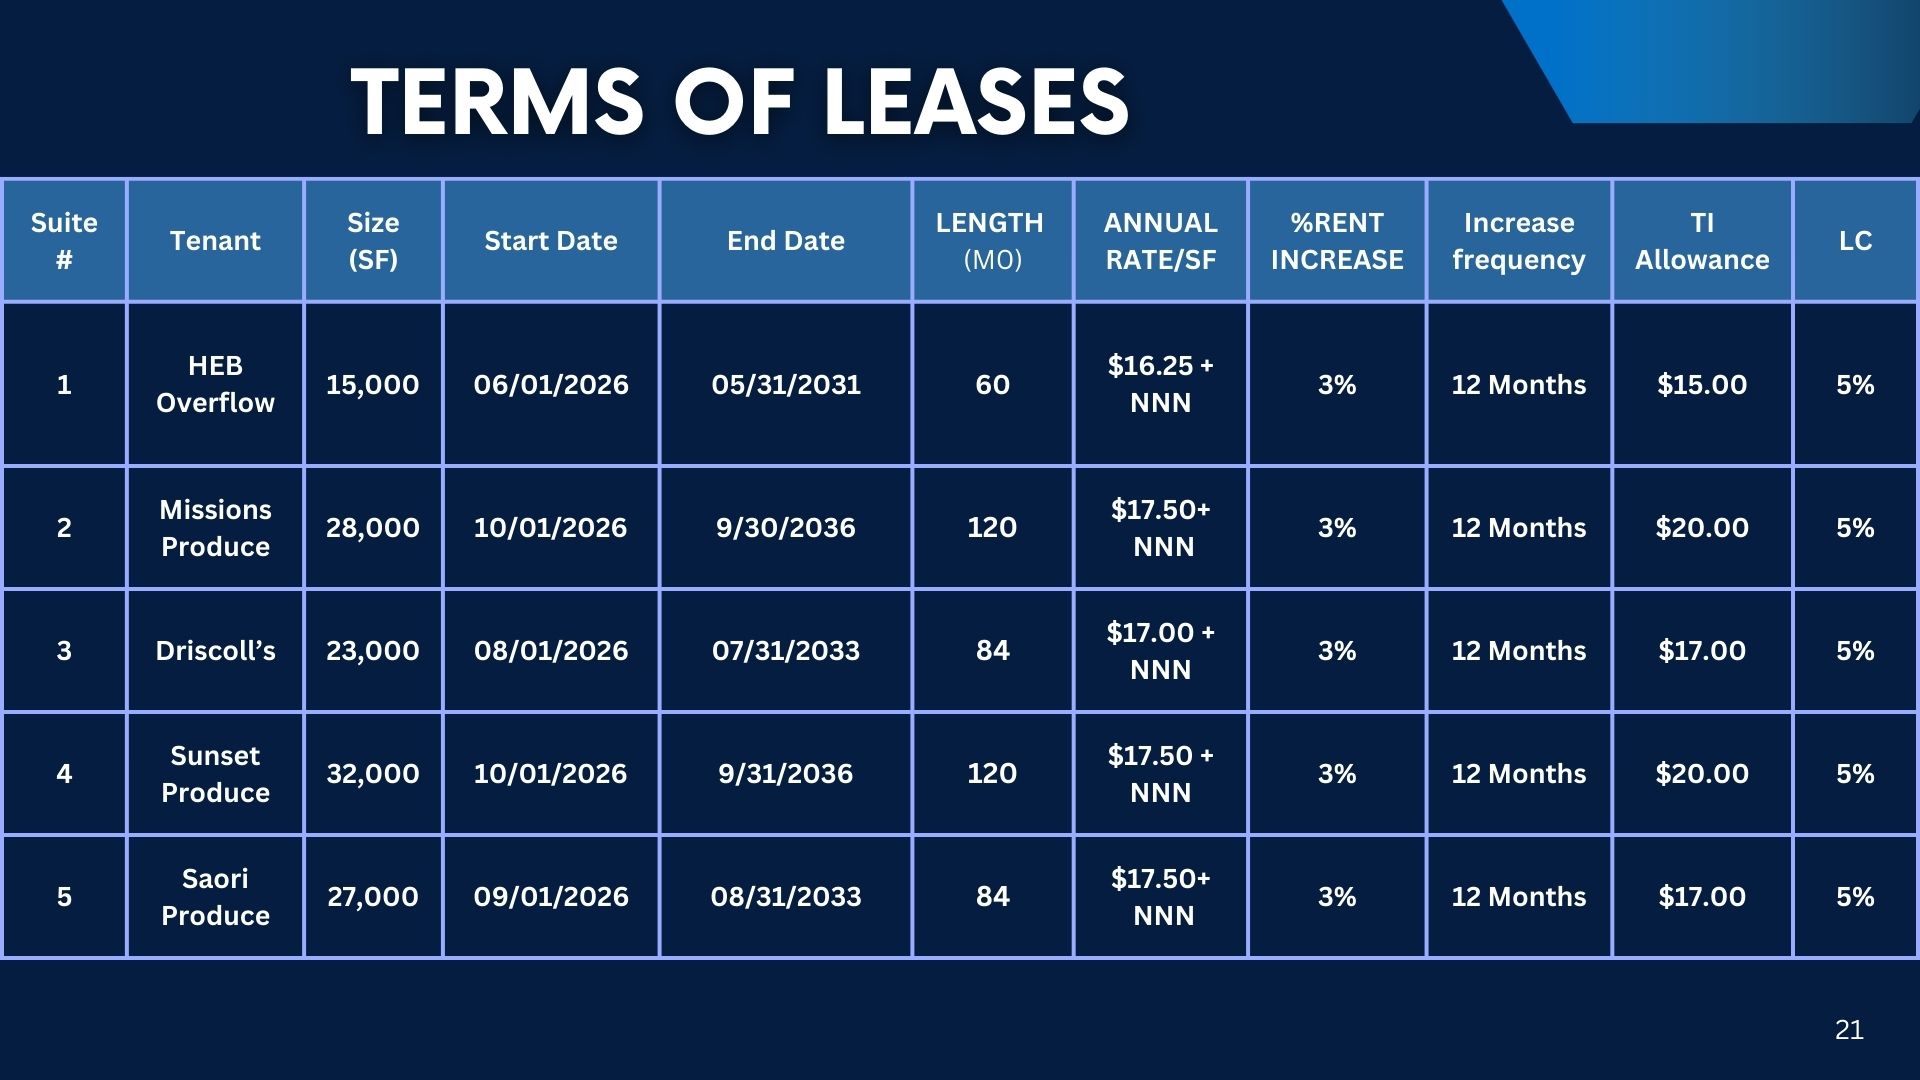 TERMS OF LEASES
Suite # | Tenant | Size (SF) | Start Date | End Date | LENGTH (MO) | ANNUAL RATE/SF | %RENT INCREASE | Increase frequency | TI Allowance | LC
1 | HEB Overflow | 15,000 | 06/01/2026 | 05/31/2031 | 60 | $16.25 + NNN | 3% | 12 Months | $15.00 | 5%
2 | Missions Produce | 28,000 | 10/01/2026 | 9/30/2036 | 120 | $17.50+ NNN | 3% | 12 Months | $20.00 | 5%
3 | Driscoll’s | 23,000 | 08/01/2026 | 07/31/2033 | 84 | $17.00 + NNN | 3% | 12 Months | $17.00 | 5%
4 | Sunset Produce | 32,000 | 10/01/2026 | 9/31/2036 | 120 | $17.50 + NNN | 3% | 12 Months | $20.00 | 5%
5 | Saori Produce | 27,000 | 09/01/2026 | 08/31/2033 | 84 | $17.50+ NNN | 3% | 12 Months | $17.00 | 5%
21